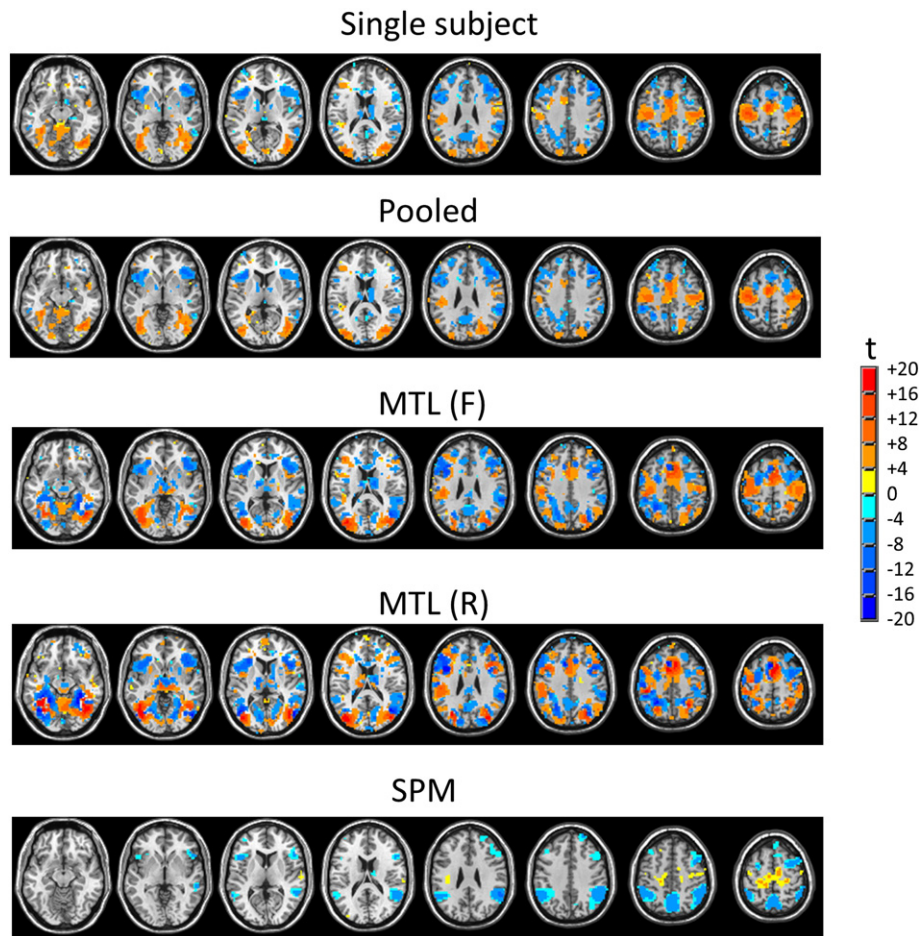 Single subject
Pooled
MTL (F)
MTL (R)
SPM
t
+20
+16
+12
+8
+4
0
-4
-8
-12
-16
-20